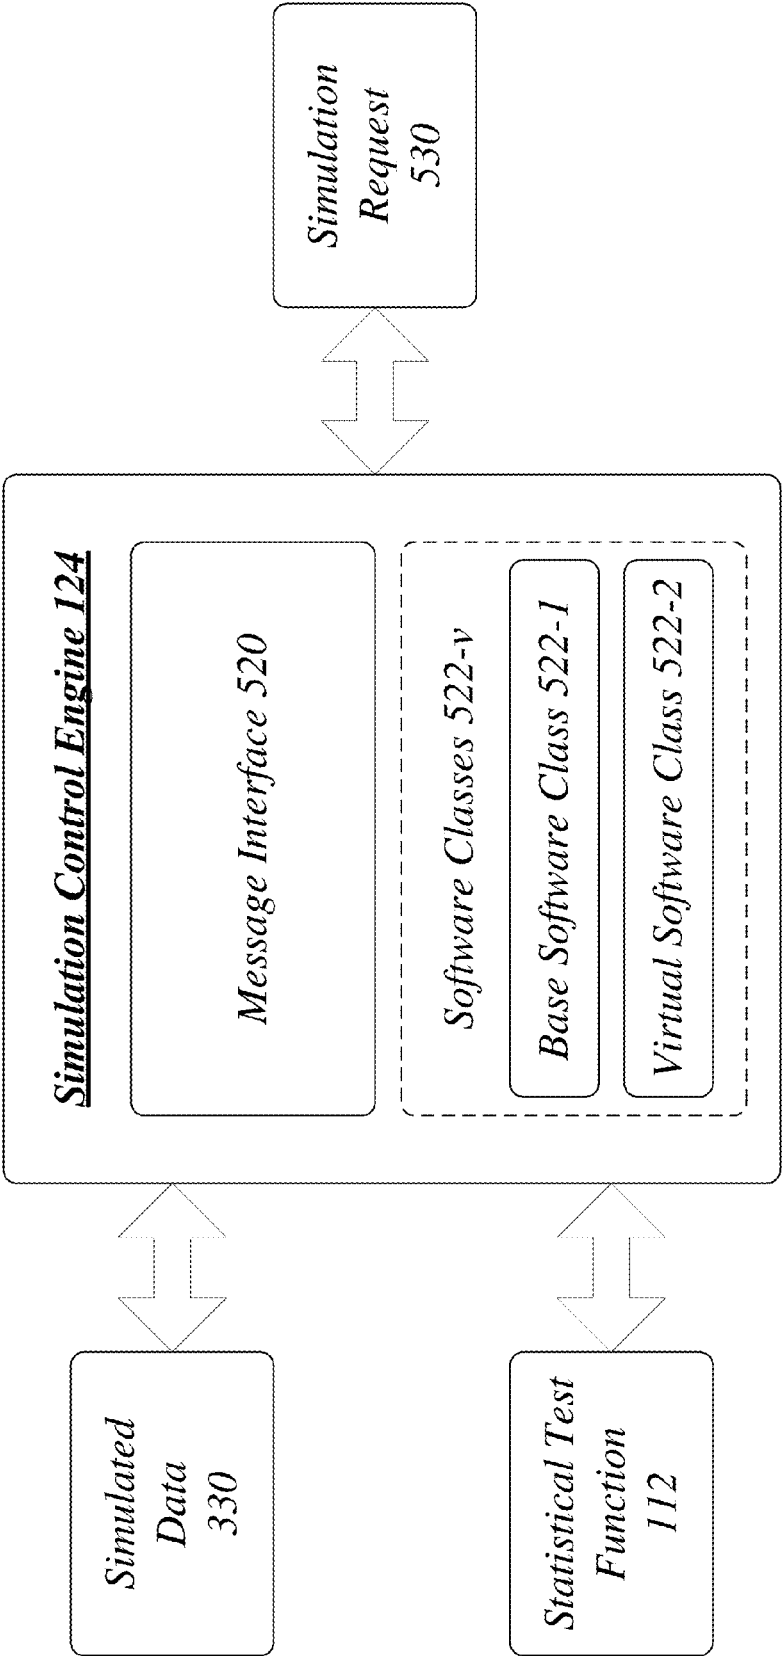 Simulated
Data
330
Statistical Test
Function
112
Simulation Control Engine 124
Message Interface 520
Software Classes 522-v
Base Software Class 522-1
Virtual Software Class 522-2
Simulation
Request
530